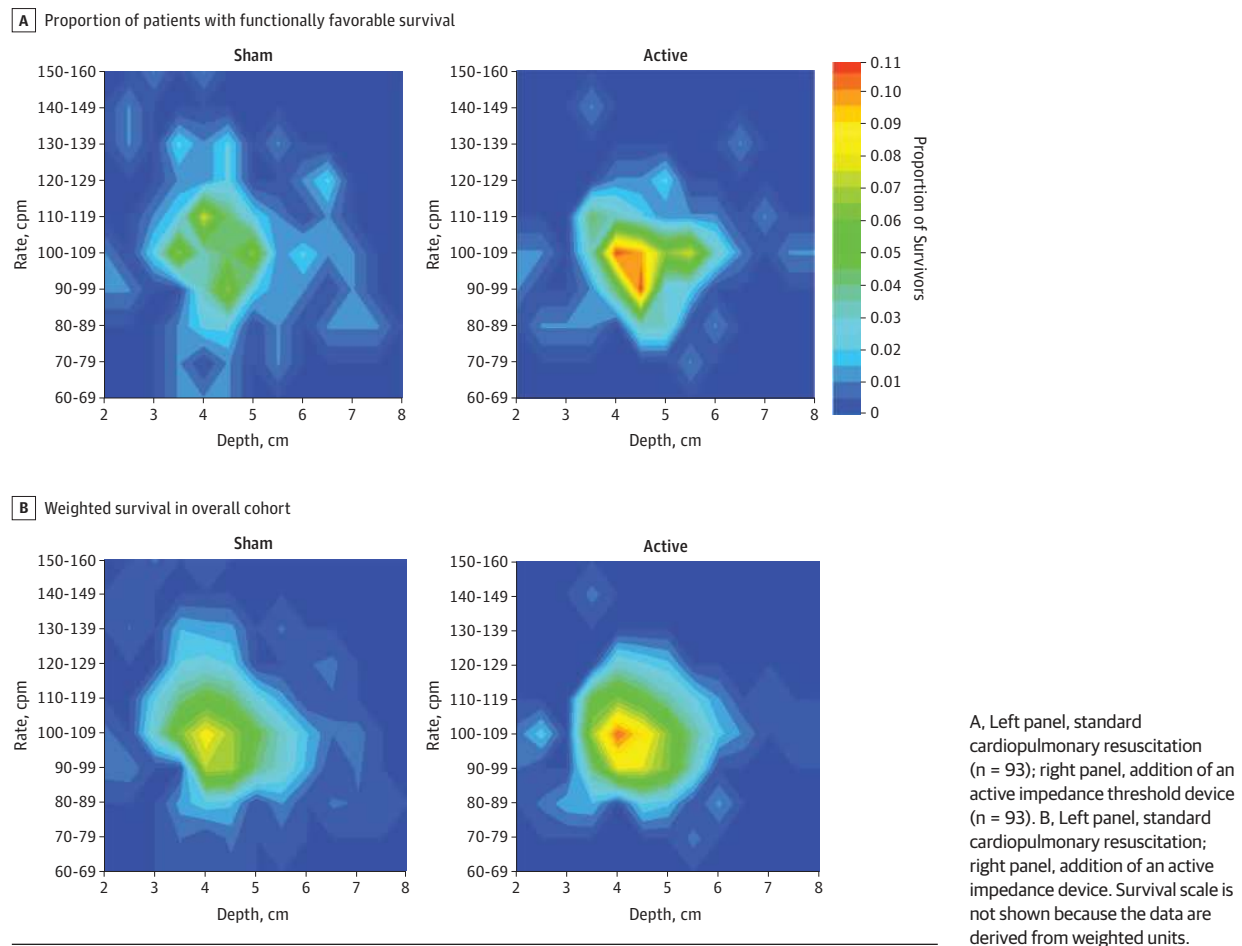 A Proportion of patients with functionally favorable survival
Sham
150-160
140-149
130-139
120-129
110-119
100-109
90-99
80-89
70-79
60-69
Rate, cpm
2 3 4 5 6 7 8
Depth, cm
Active
150-160
140-149
130-139
120-129
110-119
100-109
90-99
80-89
70-79
60-69
Rate, cpm
2 3 4 5 6 7 8
Depth, cm
0.11
0.10
0.09
0.08
0.07
0.06
0.05
0.04
0.03
0.02
0.01
0
Proportion of Survivors
B Weighted survival in overall cohort
Sham
150-160
140-149
130-139
120-129
110-119
100-109
90-99
80-89
70-79
60-69
Rate, cpm
2 3 4 5 6 7 8
Depth, cm
Active
150-160
140-149
130-139
120-129
110-119
100-109
90-99
80-89
70-79
60-69
Rate, cpm
2 3 4 5 6 7 8
Depth, cm
A, Left panel, standard
cardiopulmonary resuscitation
(n = 93); right panel, addition of an
active impedance threshold device
(n = 93). B, Left panel, standard
cardiopulmonary resuscitation;
right panel, addition of an active
impedance device. Survival scale is
not shown because the data are
derived from weighted units.